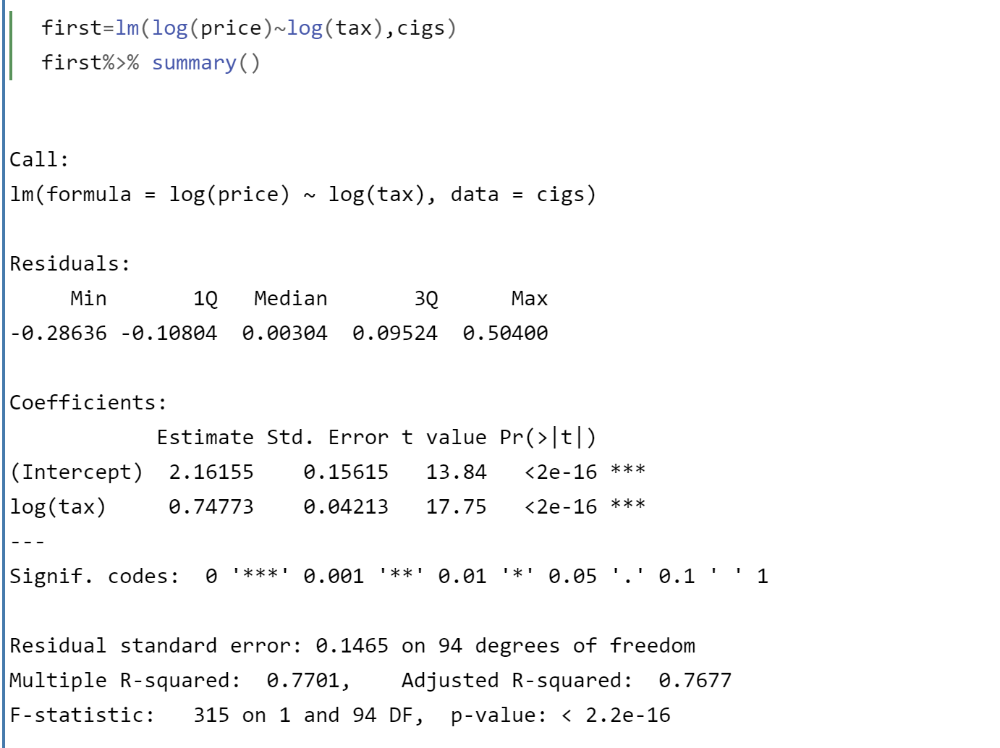 first=lm(log(price)~log(tax),cigs)
first%>% summary()
Call:
lm(formula = log(price) ~ log(tax), data = cigs)
Residuals:
     Min       1Q   Median       3Q      Max
-0.28636 -0.10804  0.00304  0.09524  0.50400
Coefficients:
            Estimate Std. Error t value Pr(>|t|)
(Intercept)  2.16155    0.15615   13.84   <2e-16 ***
log(tax)     0.74773    0.04213   17.75   <2e-16 ***
---
Signif. codes:  0 '***' 0.001 '**' 0.01 '*' 0.05 '.' 0.1 ' ' 1
Residual standard error: 0.1465 on 94 degrees of freedom
Multiple R-squared:  0.7701,    Adjusted R-squared:  0.7677
F-statistic:   315 on 1 and 94 DF,  p-value: < 2.2e-16